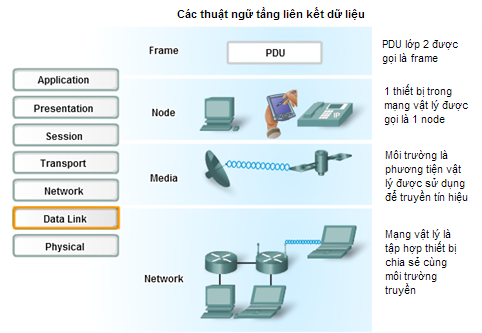 Các thuật ngữ tầng liên kết dữ liệu
Application
Presentation
Session
Transport
Network
Data Link
Physical
Frame
PDU
PDU lớp 2 được
gọi là frame
Node
1 thiết bị trong
mạng vật lý được
gọi là 1 node
Media
Môi trường là
phương tiện vật
lý được sử dụng
để truyền tín hiệu
Network
Mạng vật lý là
tập hợp thiết bị
chia sẻ cùng
môi trường
truyền